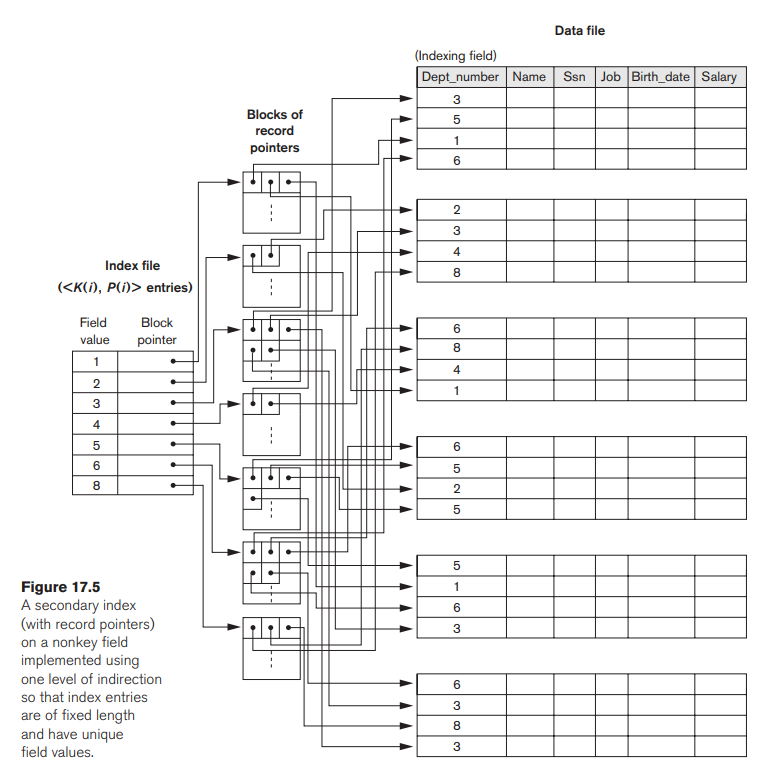 Data file
(Indexing field)
Dept_number Name Ssn Job Birth_date Salary
3
5
1
6
2
3
4
8
6
8
4
1
6
5
2
5
5
1
6
3
6
3
8
3
Blocks of
record
pointers
Index file
(<K(i), P(i)> entries)
Field Block
value pointer
1
2
3
4
5
6
8
Figure 17.5
A secondary index
(with record pointers)
on a nonkey field
implemented using
one level of indirection
so that index entries
are of fixed length
and have unique
field values.